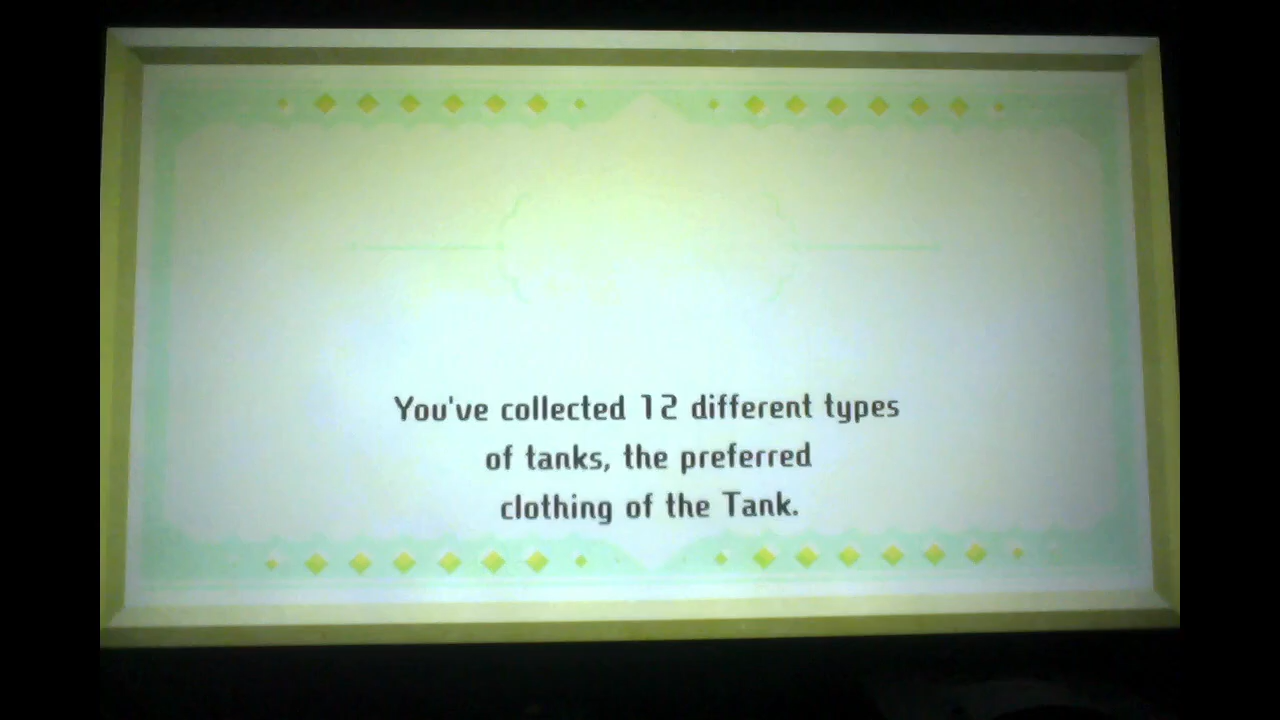 You've collected 12 different types
of tanks, the preferred
clothing of the Tank.